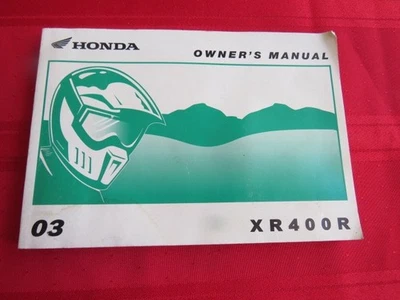 HONDA
OWNER'S MANUAL
03
XR400R